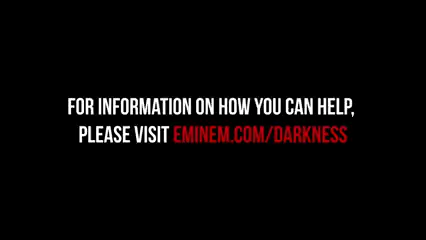 FOR INFORMATION ON HOW YOU CAN HELP,
PLEASE VISIT EMINEM.COM/DARKNESS